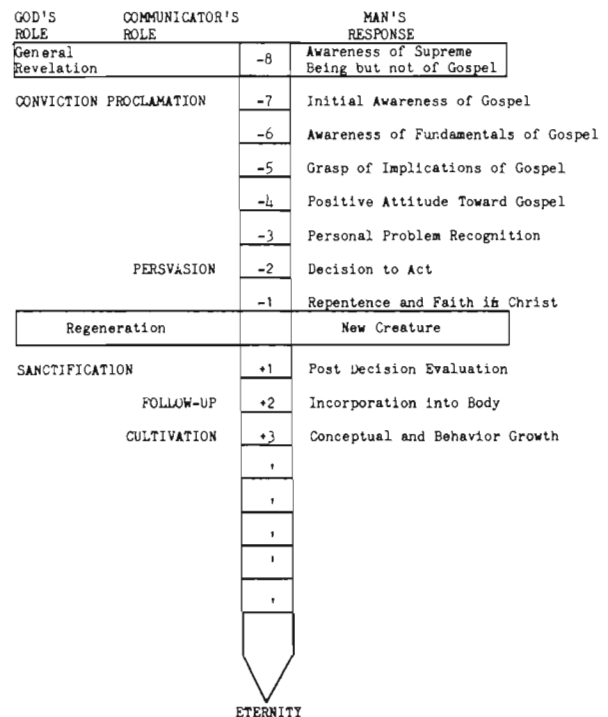 GOD'S COMMUNICATOR'S MAN'S
ROLE ROLE RESPONSE
General Awareness of Supreme
Revelation -8 Being but not of Gospel
CONVICTION PROCLAMATION -7 Initial Awareness of Gospel
-6 Awareness of Fundamentals of Gospel
-5 Grasp of Implications of Gospel
-4 Positive Attitude Toward Gospel
-3 Personal Problem Recognition
PERSVASION -2 Decision to Act
-1 Repentence and Faith in Christ
Regeneration New Creature
SANCTIFICATION +1 Post Decision Evaluation
FOLLOW-UP +2 Incorporation into Body
CULTIVATION +3 Conceptual and Behavior Growth
,
,
,
,
,
ETERNITY